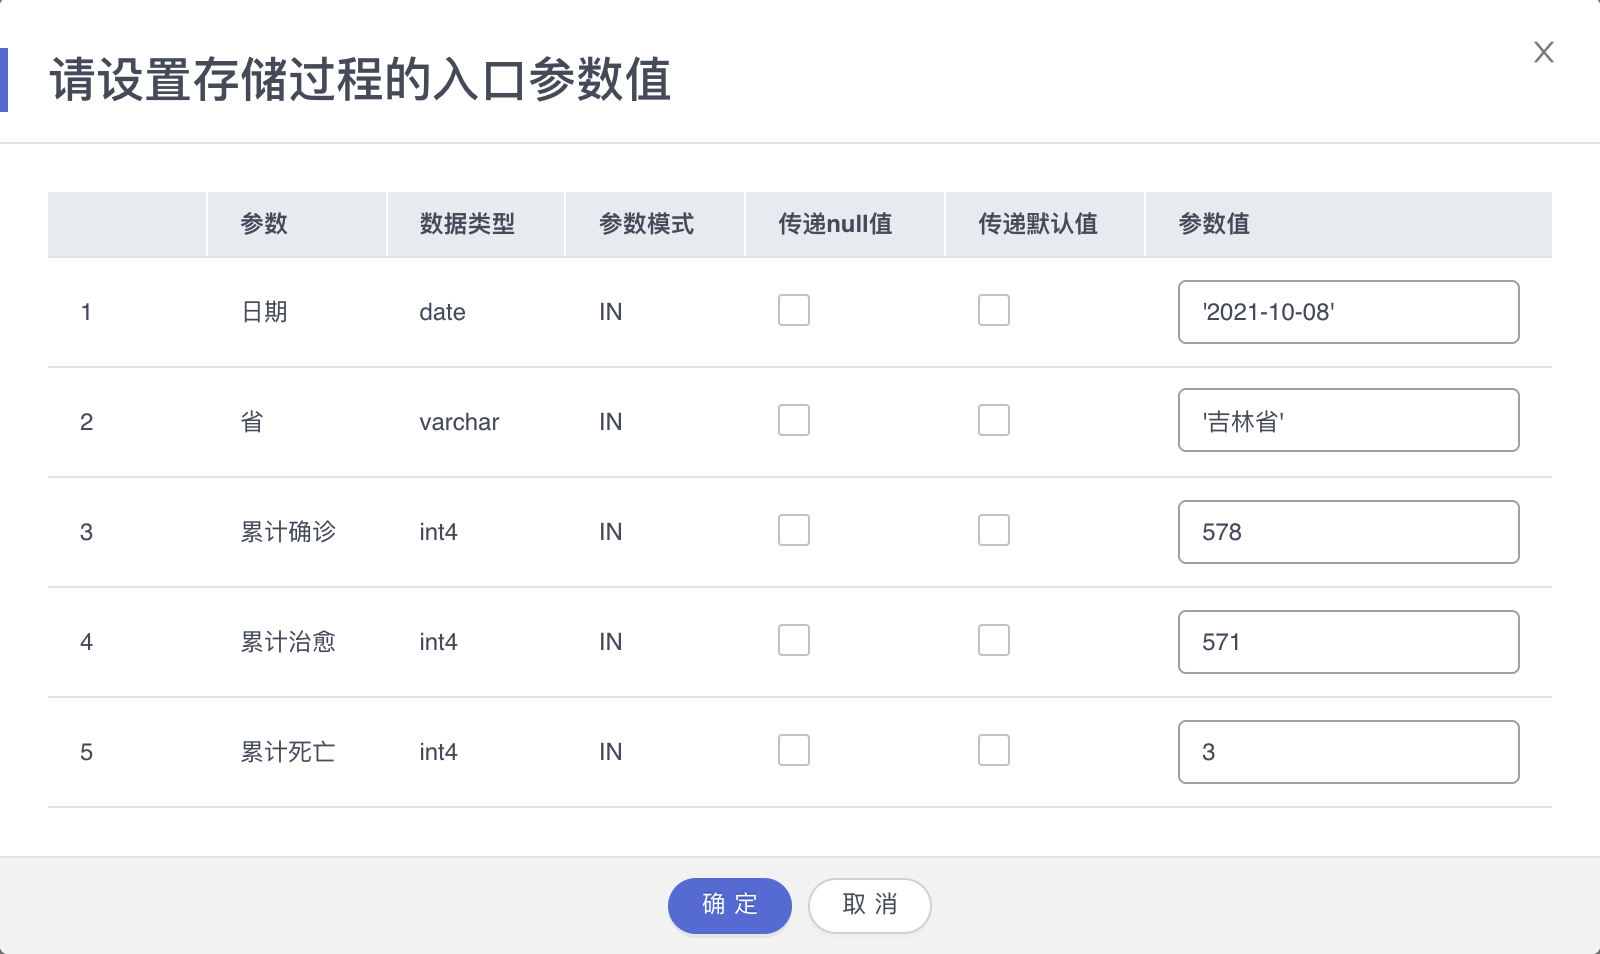 请设置存储过程的入口参数值
X
参数 数据类型 参数模式 传递null值 传递默认值 参数值
1 日期 date IN '2021-10-08'
2 省 varchar IN '吉林省'
3 累计确诊 int4 IN 578
4 累计治愈 int4 IN 571
5 累计死亡 int4 IN 3
确 定 取 消